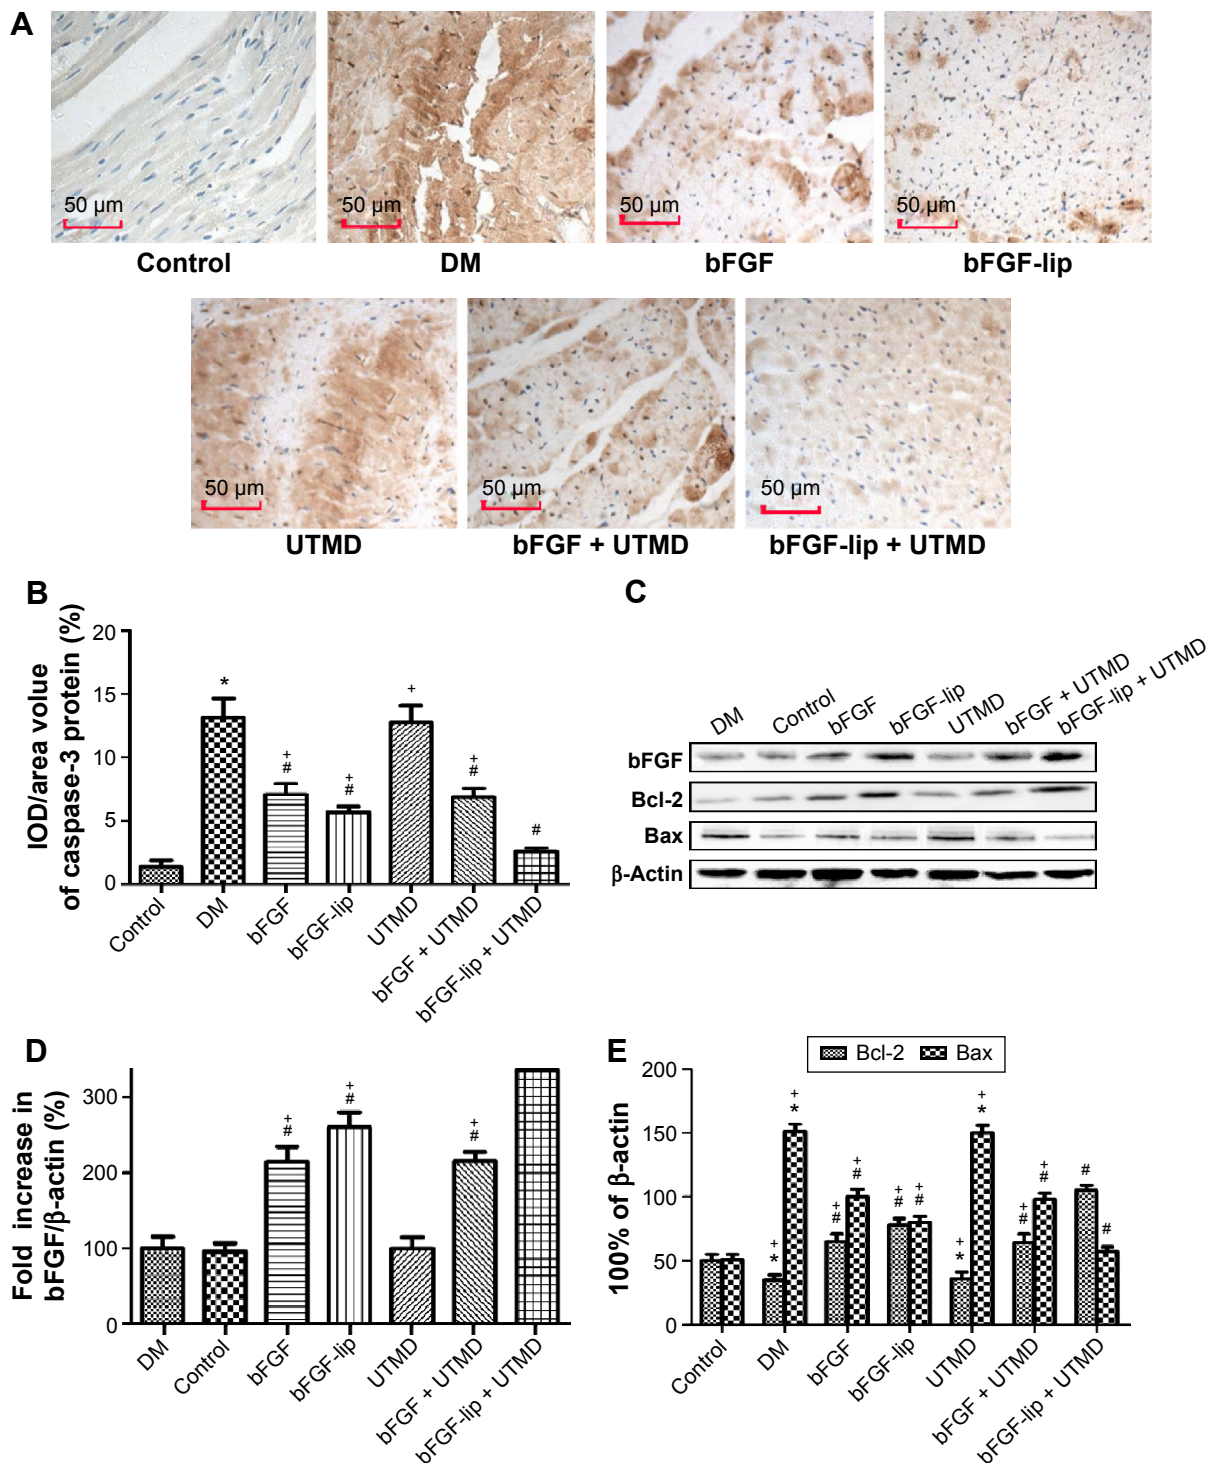 A
50 µm
50 µm
50 µm
50 µm
Control
DM
bFGF
bFGF-lip
50 µm
50 µm
50 µm
UTMD
bFGF + UTMD
bFGF-lip + UTMD
B
IOD/area volue
of caspase-3 protein (%)
20
15
10
5
0
*
+
#
+
#
+
+
#
#
Control
DM
bFGF
bFGF-lip
UTMD
bFGF + UTMD
bFGF-lip + UTMD
C
DM
Control
bFGF
bFGF-lip
UTMD
bFGF + UTMD
bFGF-lip + UTMD
bFGF
Bcl-2
Bax
β-Actin
D
Fold increase in
bFGF/β-actin (%)
300
200
100
0
+
#
+
#
+
#
DM
Control
bFGF
bFGF-lip
UTMD
bFGF + UTMD
bFGF-lip + UTMD
E
Bcl-2 Bax
100% of β-actin
200
150
100
50
0
+
*
+
*
+
#
+
#
+
#
+
#
+
*
+
*
+
#
+
#
#
#
Control
DM
bFGF
bFGF-lip
UTMD
bFGF + UTMD
bFGF-lip + UTMD